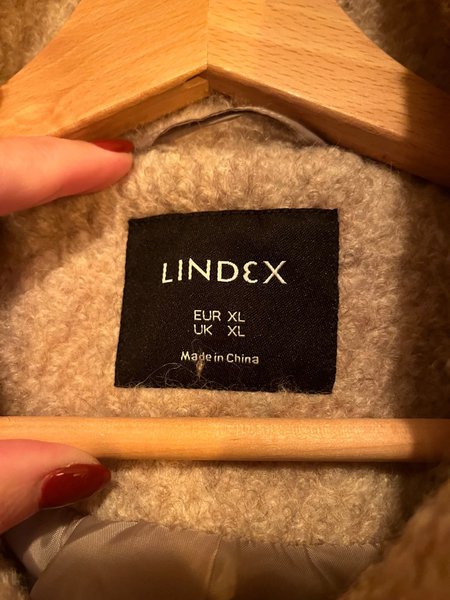 LINDEX
EUR XL
UK XL
Made in China